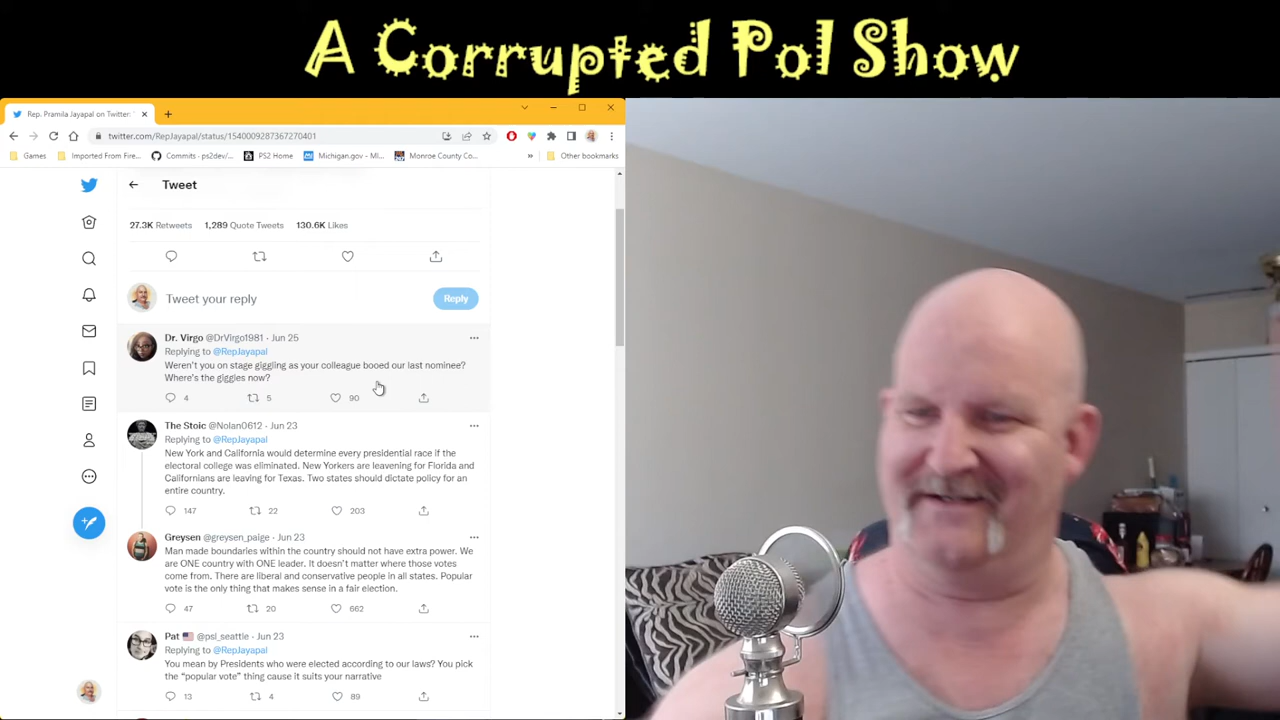 A Corrupted Pol Show
Rep. Pramila Jayapal on Twitter:
twitter.com/RepJayapal/status/1540009287367270401
Games
Imported From Fire...
Commits · ps2dev/...
PS2 Home
Michigan.gov - MI...
Monroe County Co...
»
Other bookmarks
Tweet
27.3K Retweets 1,289 Quote Tweets 130.6K Likes
Tweet your reply
Reply
Dr. Virgo @DrVirgo1981 · Jun 25
Replying to @RepJayapal
Weren't you on stage giggling as your colleague booed our last nominee?
Where's the giggles now?
4 5 90
The Stoic @Nolan0612 · Jun 23
Replying to @RepJayapal
New York and California would determine every presidential race if the
electoral college was eliminated. New Yorkers are leavening for Florida and
Californians are leaving for Texas. Two states should dictate policy for an
entire country.
147 22 203
Greysen @greysen_paige · Jun 23
Man made boundaries within the country should not have extra power. We
are ONE country with ONE leader. It doesn't matter where those votes
come from. There are liberal and conservative people in all states. Popular
vote is the only thing that makes sense in a fair election.
47 20 662
Pat @psi_seattle · Jun 23
Replying to @RepJayapal
You mean by Presidents who were elected according to our laws? You pick
the "popular vote" thing cause it suits your narrative
13 4 89